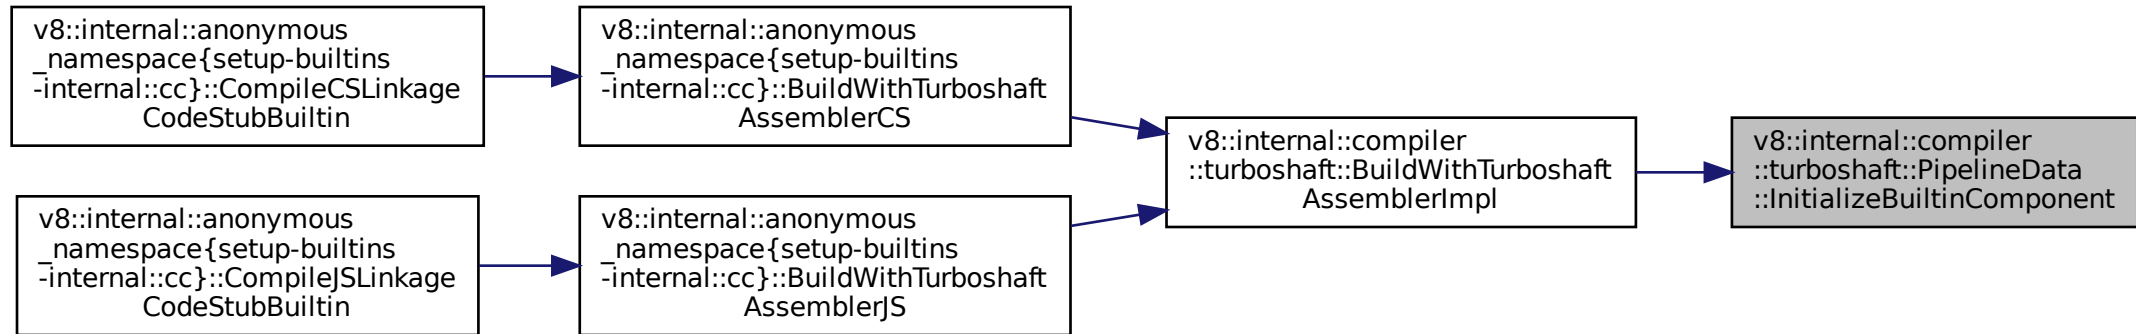 v8::internal::anonymous
_namespace{setup-builtins
-internal::cc}::CompileCSLinkage
CodeStubBuiltin
v8::internal::anonymous
_namespace{setup-builtins
-internal::cc}::BuildWithTurboshaft
AssemblerCS
v8::internal::compiler
::turboshaft::BuildWithTurboshaft
AssemblerImpl
v8::internal::compiler
::turboshaft::PipelineData
::InitializeBuiltinComponent
v8::internal::anonymous
_namespace{setup-builtins
-internal::cc}::CompileJSLinkage
CodeStubBuiltin
v8::internal::anonymous
_namespace{setup-builtins
-internal::cc}::BuildWithTurboshaft
AssemblerJS